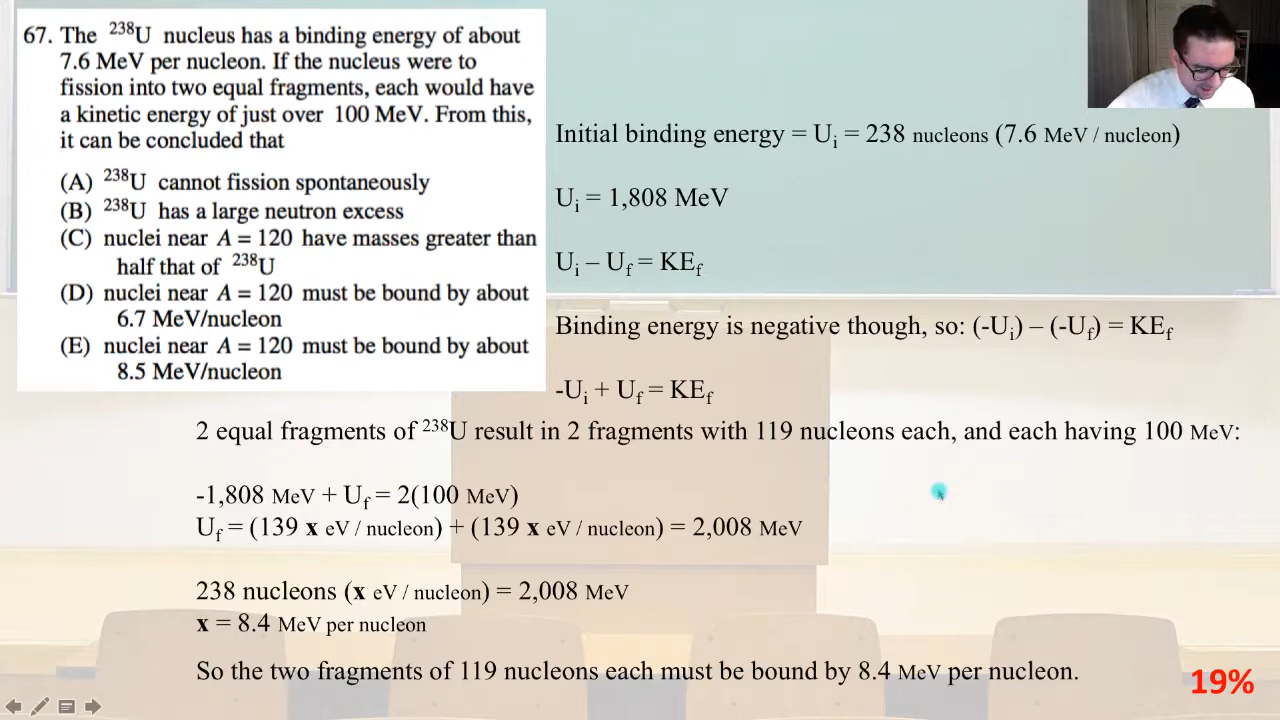 67. The ²³⁸U nucleus has a binding energy of about
7.6 MeV per nucleon. If the nucleus were to
fission into two equal fragments, each would have
a kinetic energy of just over 100 MeV. From this,
it can be concluded that
(A) ²³⁸U cannot fission spontaneously
(B) ²³⁸U has a large neutron excess
(C) nuclei near A = 120 have masses greater than
half that of ²³⁸U
(D) nuclei near A = 120 must be bound by about
6.7 MeV/nucleon
(E) nuclei near A = 120 must be bound by about
8.5 MeV/nucleon
Initial binding energy = Uᵢ = 238 nucleons (7.6 MeV / nucleon)
Uᵢ = 1,808 MeV
Uᵢ – U_f = KE_f
Binding energy is negative though, so: (-Uᵢ) – (-U_f) = KE_f
-Uᵢ + U_f = KE_f
2 equal fragments of ²³⁸U result in 2 fragments with 119 nucleons each, and each having 100 MeV:
-1,808 MeV + U_f = 2(100 MeV)
U_f = (139 x eV / nucleon) + (139 x eV / nucleon) = 2,008 MeV
238 nucleons (x eV / nucleon) = 2,008 MeV
x = 8.4 MeV per nucleon
So the two fragments of 119 nucleons each must be bound by 8.4 MeV per nucleon.
19%